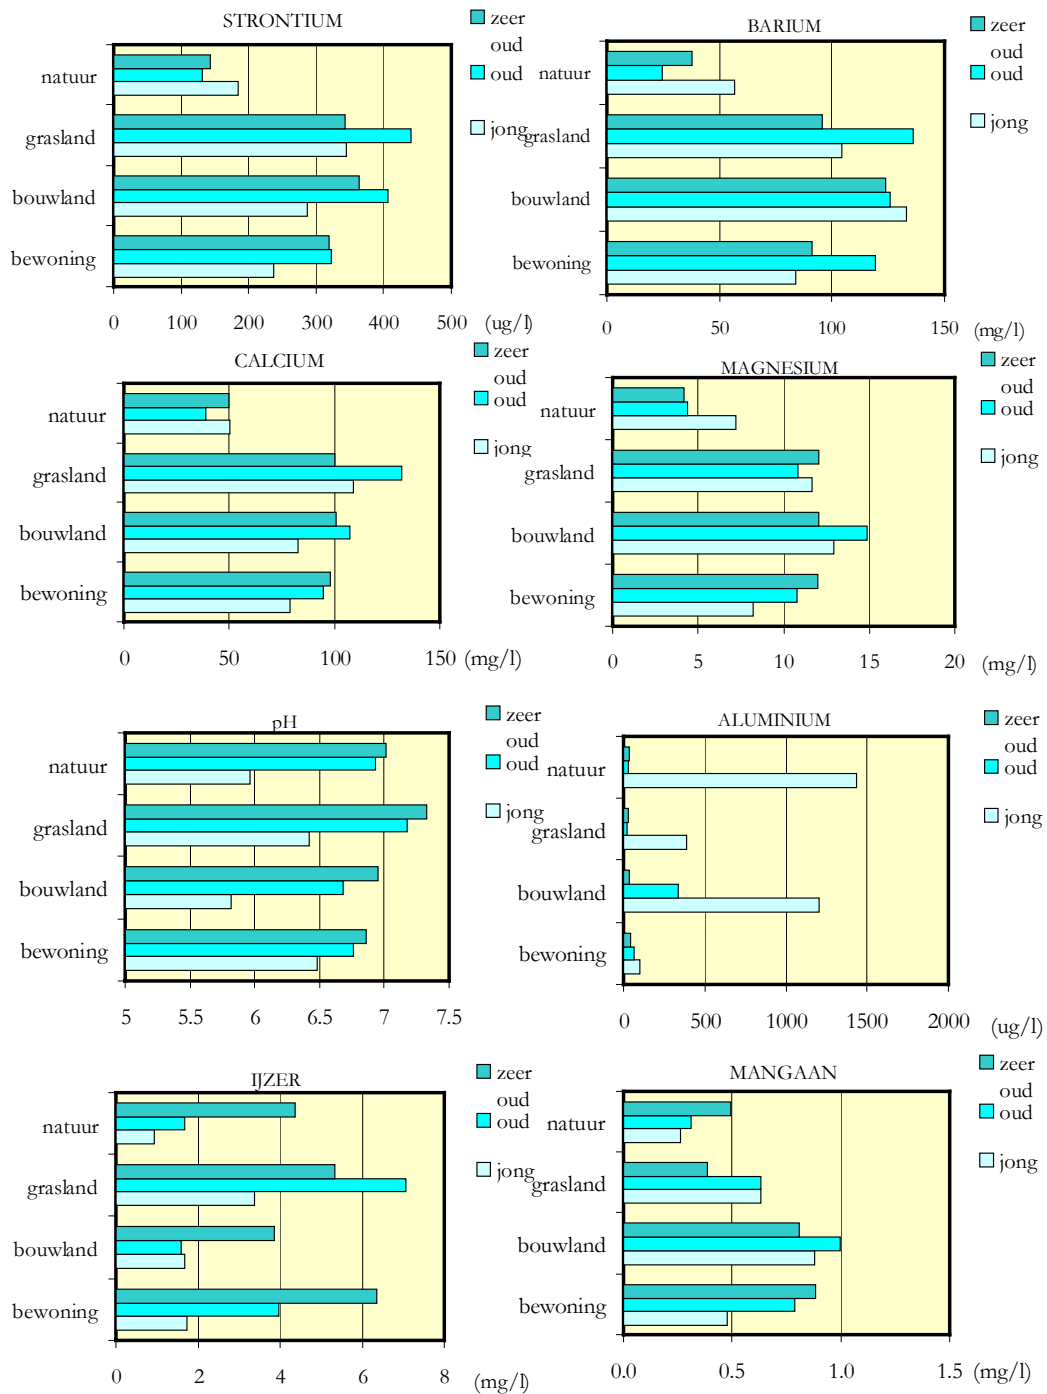 STRONTIUM
zeer
oud
oud
jong
natuur
grasland
bouwland
bewoning
0 100 200 300 400 500 (ug/l)
BARIUM
zeer
oud
oud
jong
natuur
grasland
bouwland
bewoning
0 50 100 150 (mg/l)
CALCIUM
zeer
oud
oud
jong
natuur
grasland
bouwland
bewoning
0 50 100 150 (mg/l)
MAGNESIUM
zeer
oud
oud
jong
natuur
grasland
bouwland
bewoning
0 5 10 15 20 (mg/l)
pH
zeer
oud
oud
jong
natuur
grasland
bouwland
bewoning
5 5.5 6 6.5 7 7.5
ALUMINIUM
zeer
oud
oud
jong
natuur
grasland
bouwland
bewoning
0 500 1000 1500 2000 (ug/l)
IJZER
zeer
oud
oud
jong
natuur
grasland
bouwland
bewoning
0 2 4 6 8 (mg/l)
MANGAAN
zeer
oud
oud
jong
natuur
grasland
bouwland
bewoning
0.0 0.5 1.0 1.5 (mg/l)